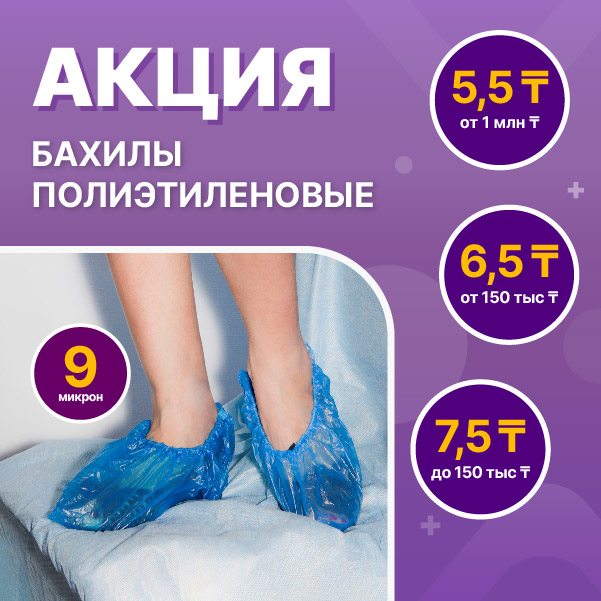 АКЦИЯ
БАХИЛЫ
ПОЛИЭТИЛЕНОВЫЕ
5,5 ₸
от 1 млн ₸
6,5 ₸
от 150 тыс ₸
7,5 ₸
до 150 тыс ₸
9
микрон